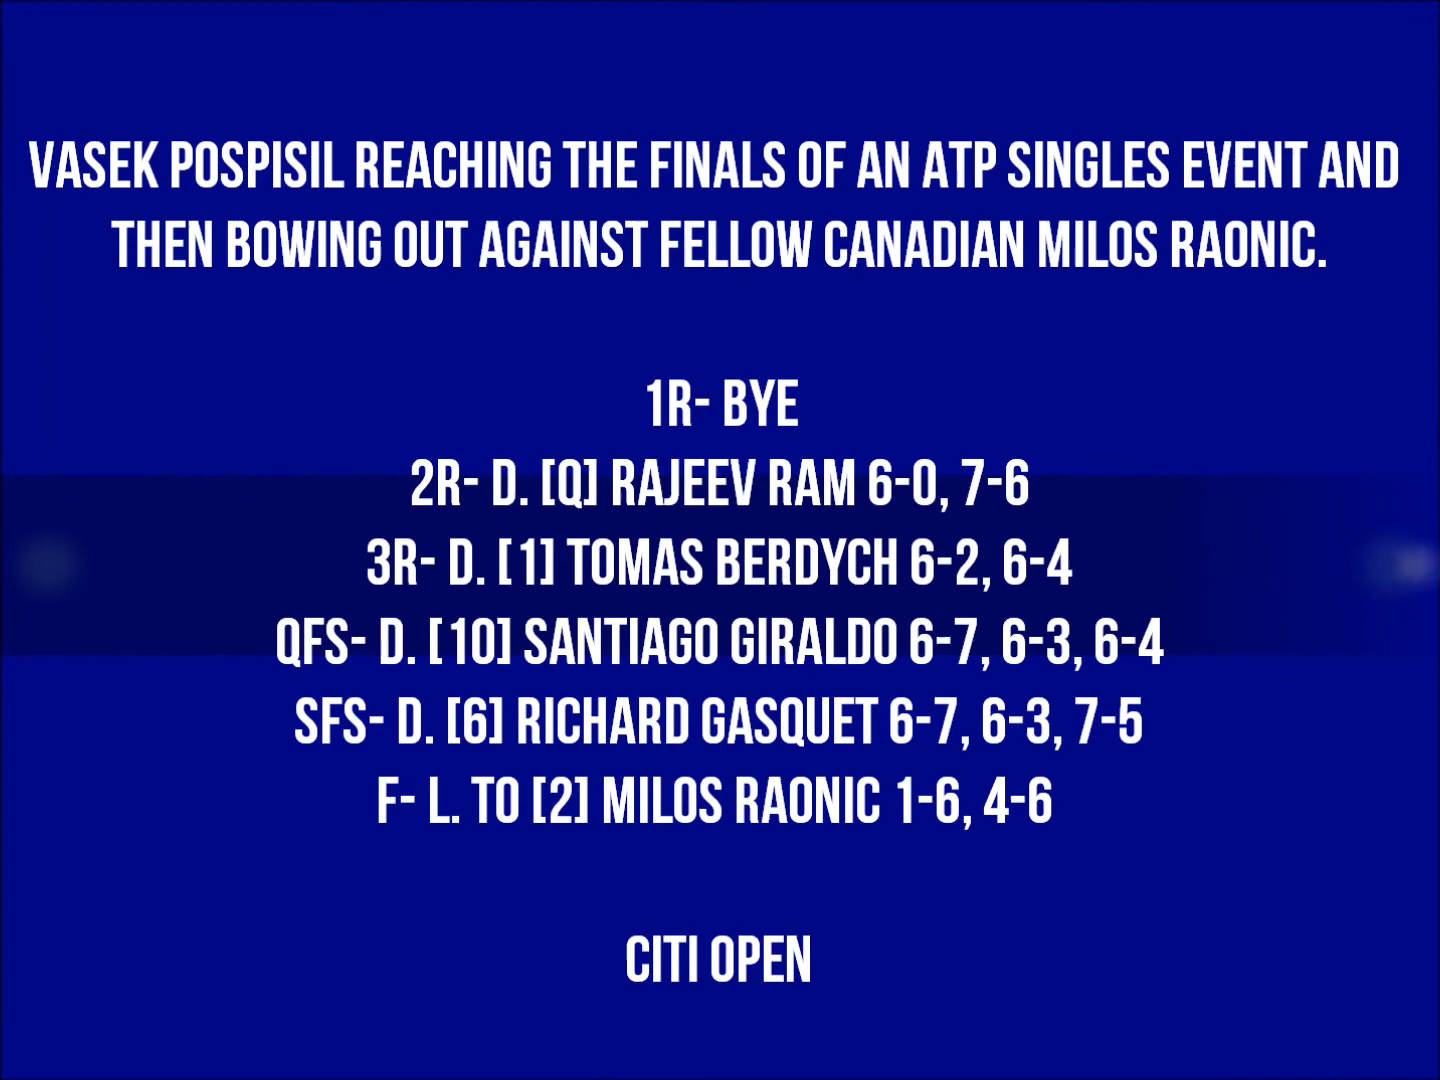 VASEK POSPISIL REACHING THE FINALS OF AN ATP SINGLES EVENT AND
THEN BOWING OUT AGAINST FELLOW CANADIAN MILOS RAONIC.
1R- BYE
2R- D. [Q] RAJEEV RAM 6-0, 7-6
3R- D. [1] TOMAS BERDYCH 6-2, 6-4
QFS- D. [10] SANTIAGO GIRALDO 6-7, 6-3, 6-4
SFS- D. [6] RICHARD GASQUET 6-7, 6-3, 7-5
F- L. TO [2] MILOS RAONIC 1-6, 4-6
CITI OPEN